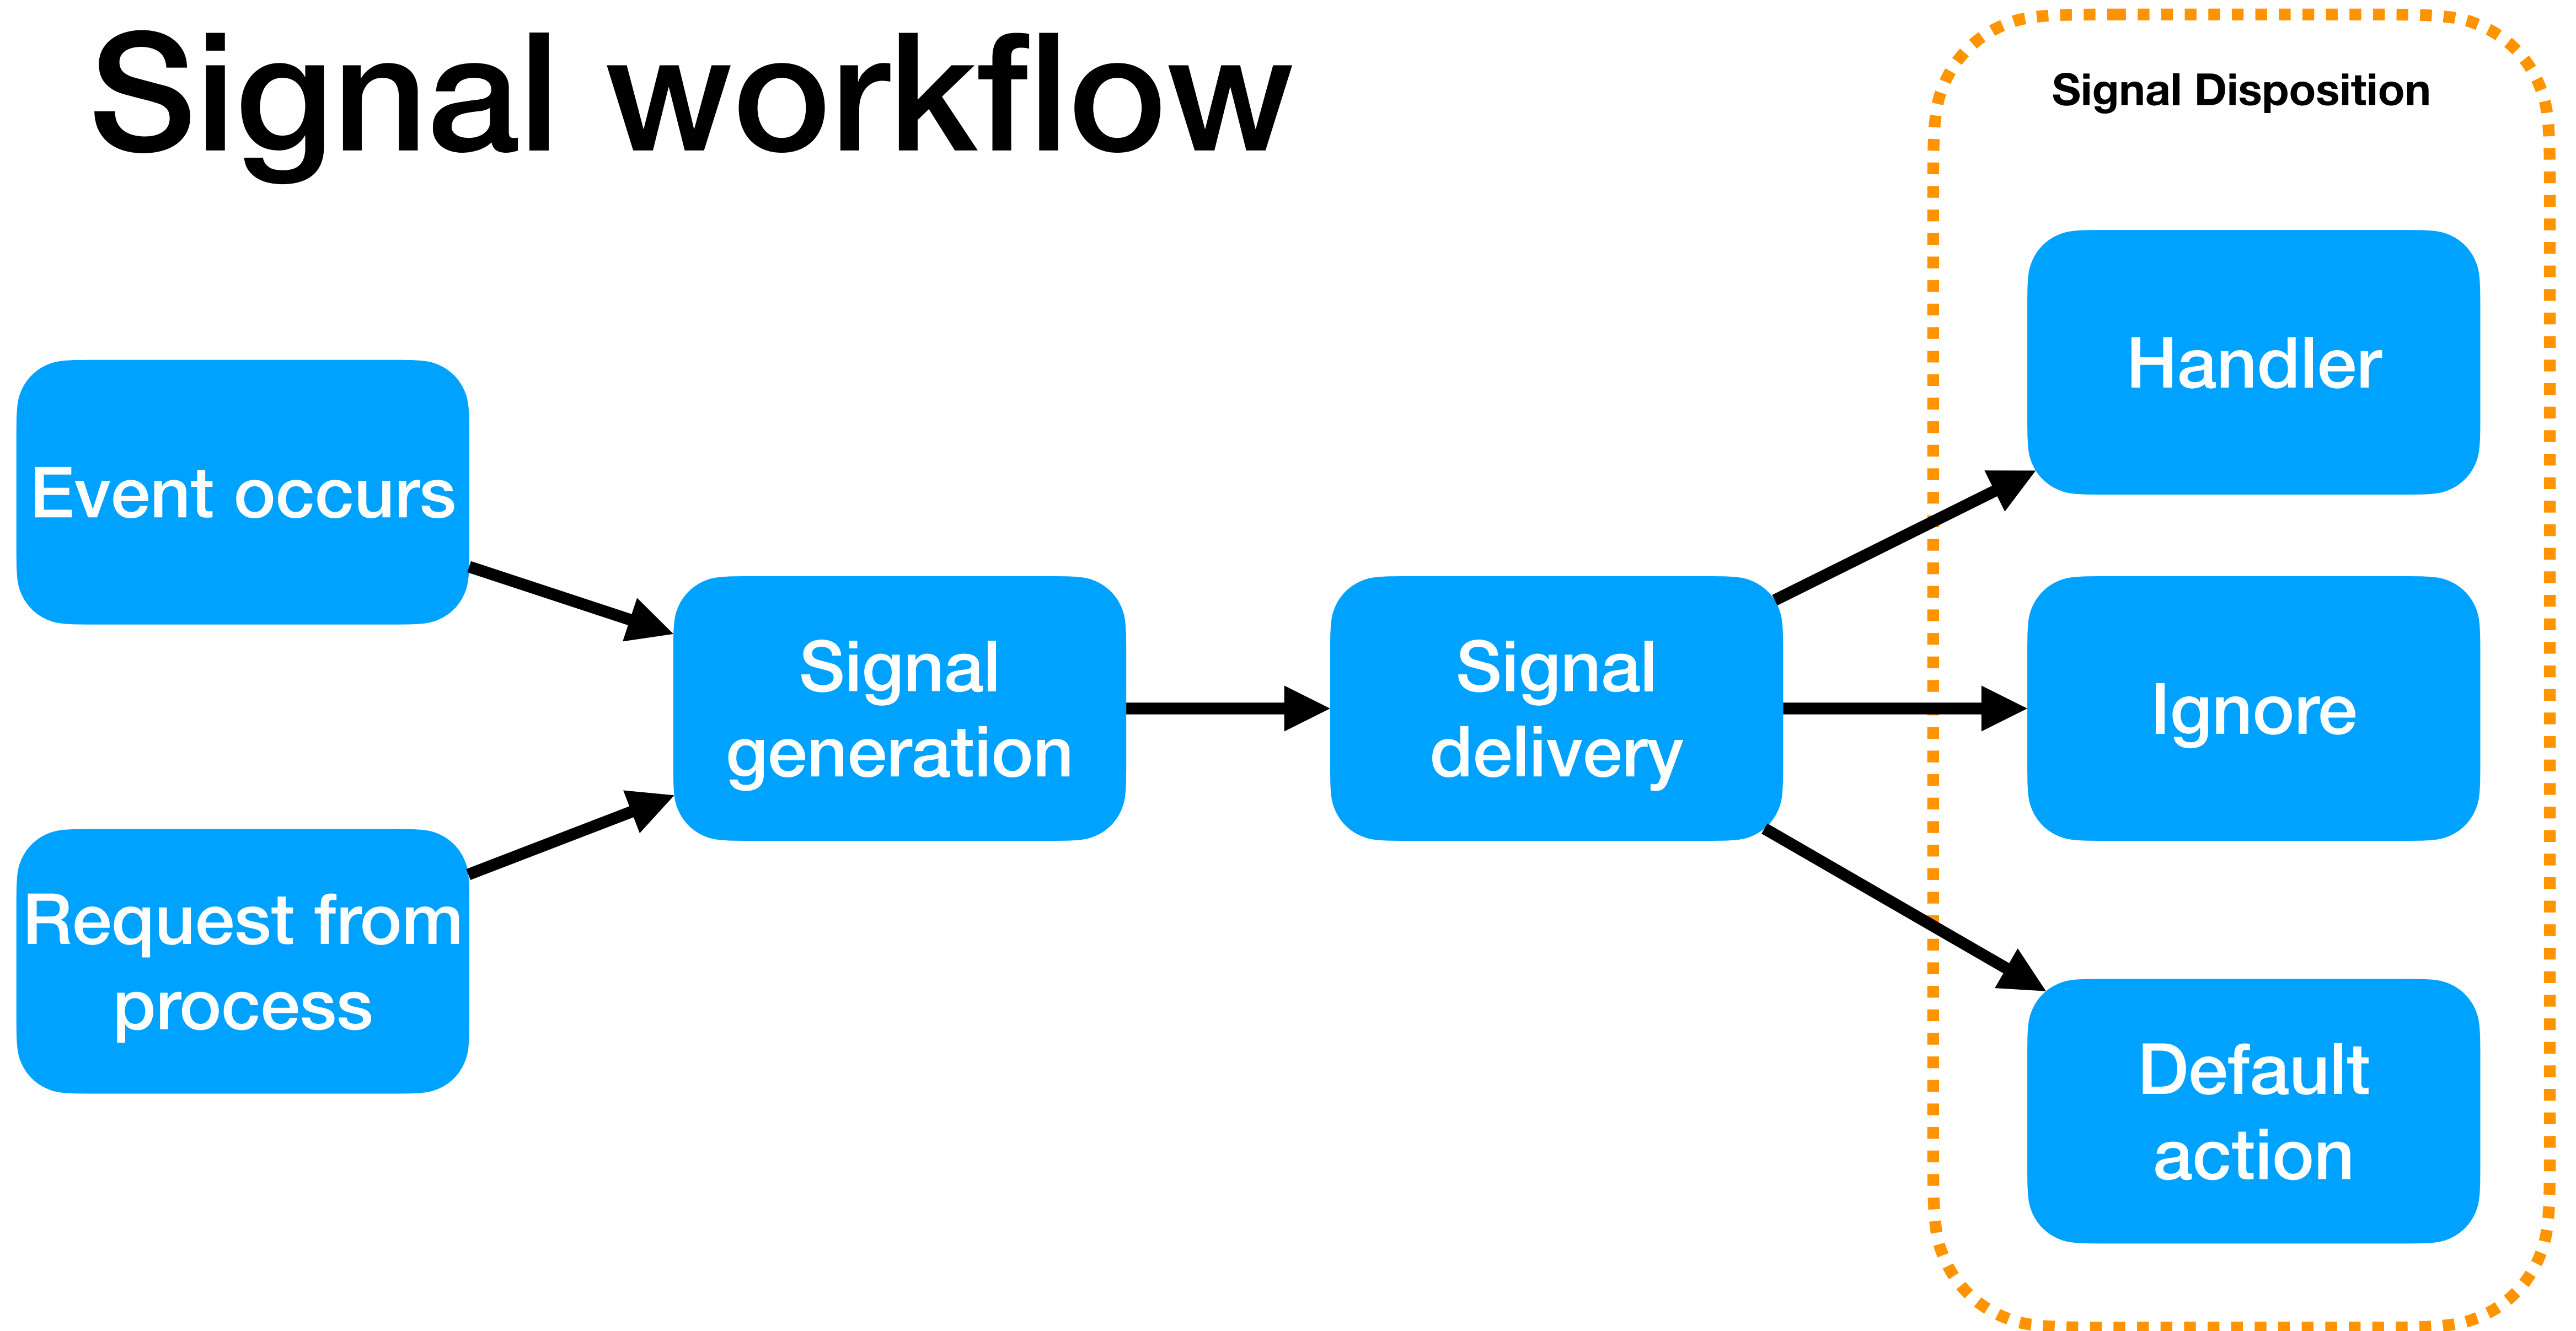 Signal workflow
Signal Disposition
Handler
Event occurs
Signal
generation
Signal
delivery
Ignore
Request from
process
Default
action